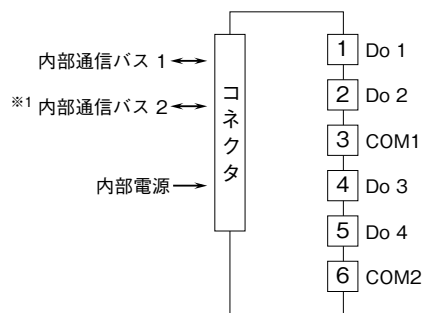 内部通信バス 1
※1 内部通信バス 2
内部電源
コネクタ
1 Do 1
2 Do 2
3 COM1
4 Do 3
5 Do 4
6 COM2